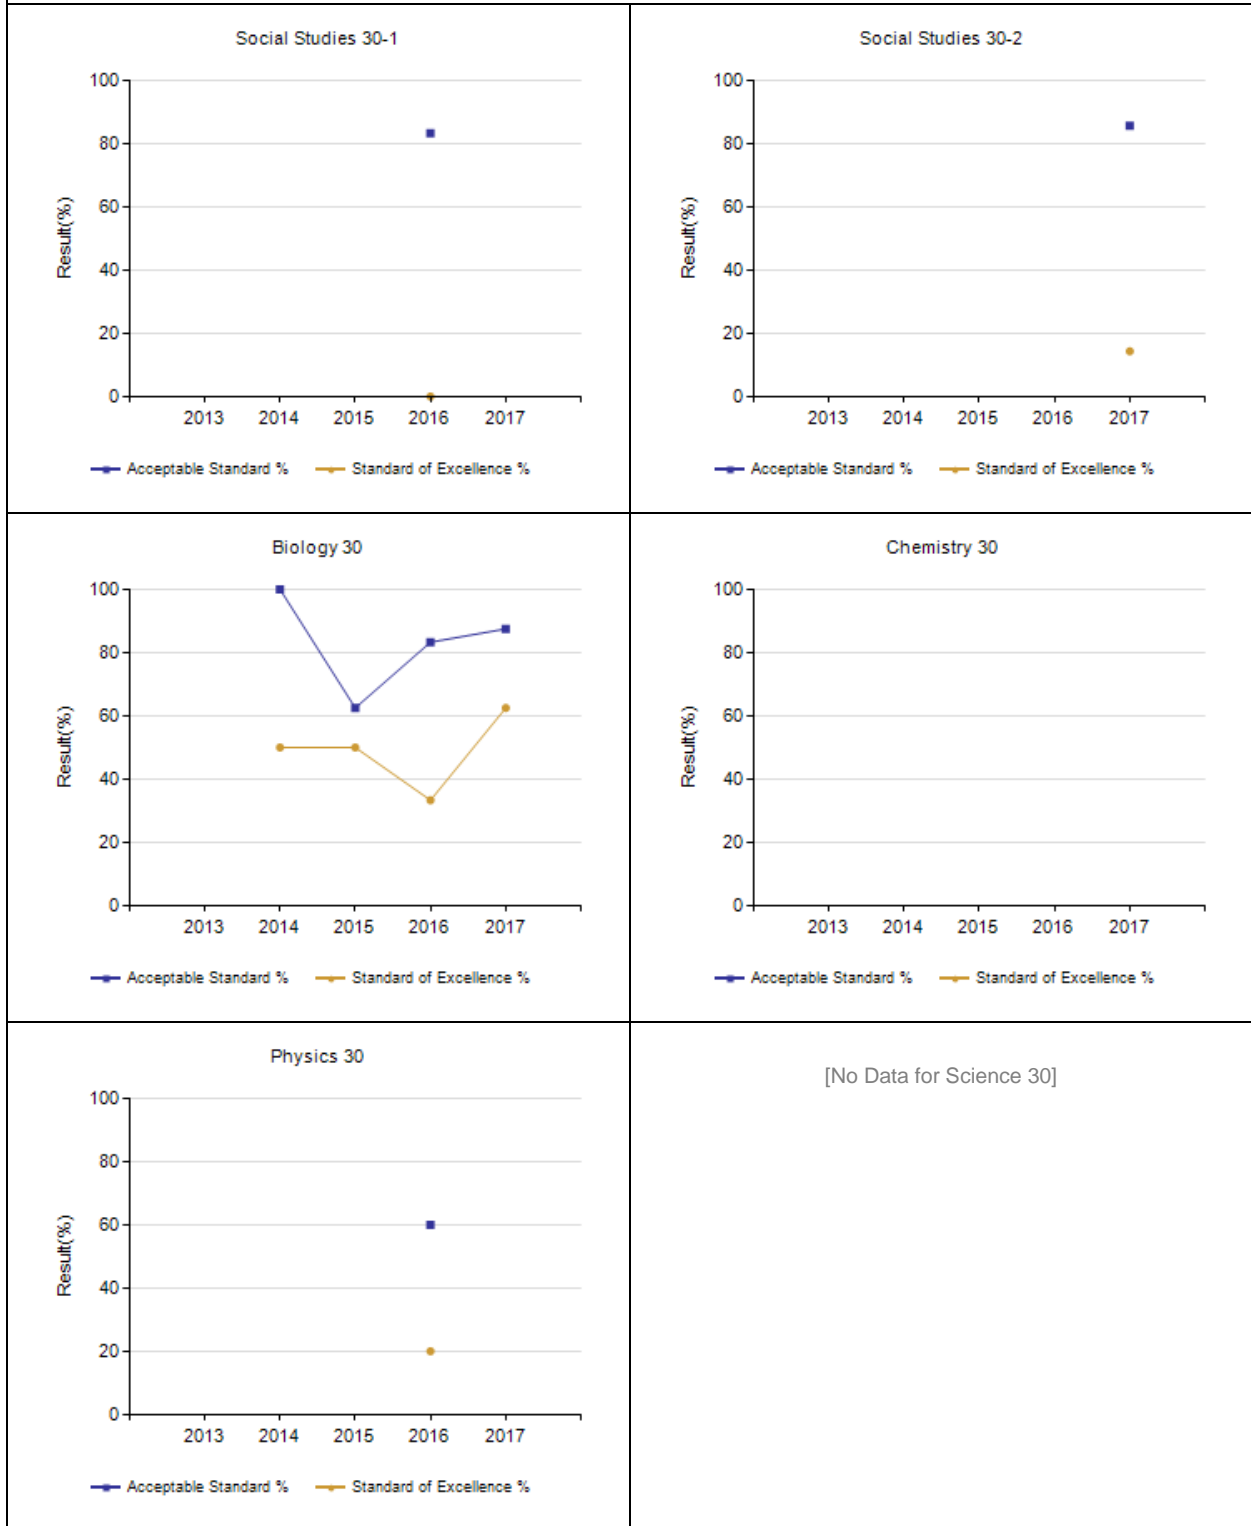 Social Studies 30-1
100
80
60
40
20
0
Result(%)
2013 2014 2015 2016 2017
Acceptable Standard % Standard of Excellence %
Social Studies 30-2
100
80
60
40
20
0
Result(%)
2013 2014 2015 2016 2017
Acceptable Standard % Standard of Excellence %
Biology 30
100
80
60
40
20
0
Result(%)
2013 2014 2015 2016 2017
Acceptable Standard % Standard of Excellence %
Chemistry 30
100
80
60
40
20
0
Result(%)
2013 2014 2015 2016 2017
Acceptable Standard % Standard of Excellence %
Physics 30
100
80
60
40
20
0
Result(%)
2013 2014 2015 2016 2017
Acceptable Standard % Standard of Excellence %
[No Data for Science 30]